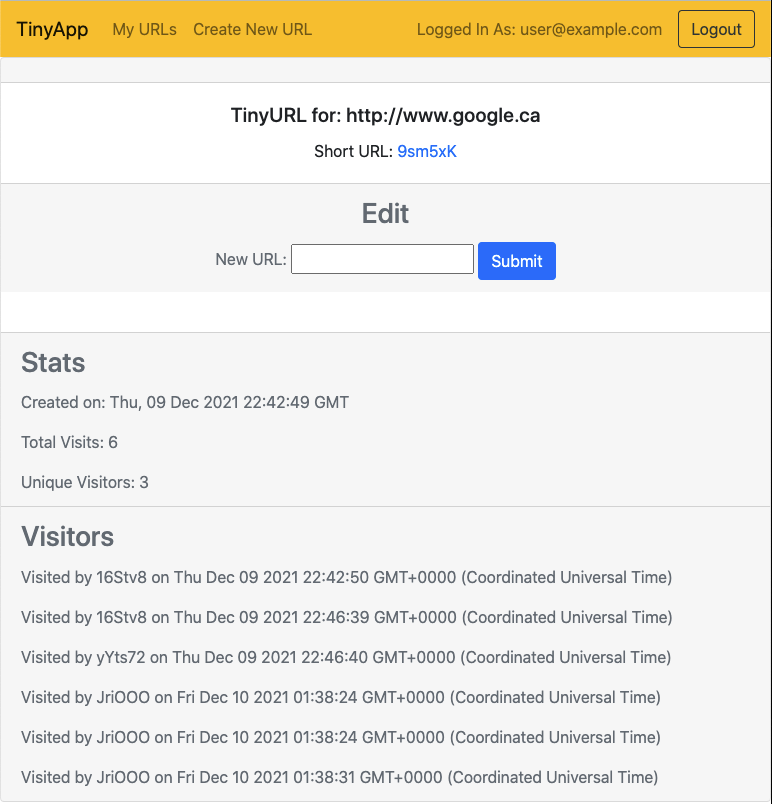 TinyApp My URLs Create New URL Logged In As: user@example.com Logout
TinyURL for: http://www.google.ca
Short URL: 9sm5xK
Edit
New URL: Submit
Stats
Created on: Thu, 09 Dec 2021 22:42:49 GMT
Total Visits: 6
Unique Visitors: 3
Visitors
Visited by 16Stv8 on Thu Dec 09 2021 22:42:50 GMT+0000 (Coordinated Universal Time)
Visited by 16Stv8 on Thu Dec 09 2021 22:46:39 GMT+0000 (Coordinated Universal Time)
Visited by yYts72 on Thu Dec 09 2021 22:46:40 GMT+0000 (Coordinated Universal Time)
Visited by JriOOO on Fri Dec 10 2021 01:38:24 GMT+0000 (Coordinated Universal Time)
Visited by JriOOO on Fri Dec 10 2021 01:38:24 GMT+0000 (Coordinated Universal Time)
Visited by JriOOO on Fri Dec 10 2021 01:38:31 GMT+0000 (Coordinated Universal Time)